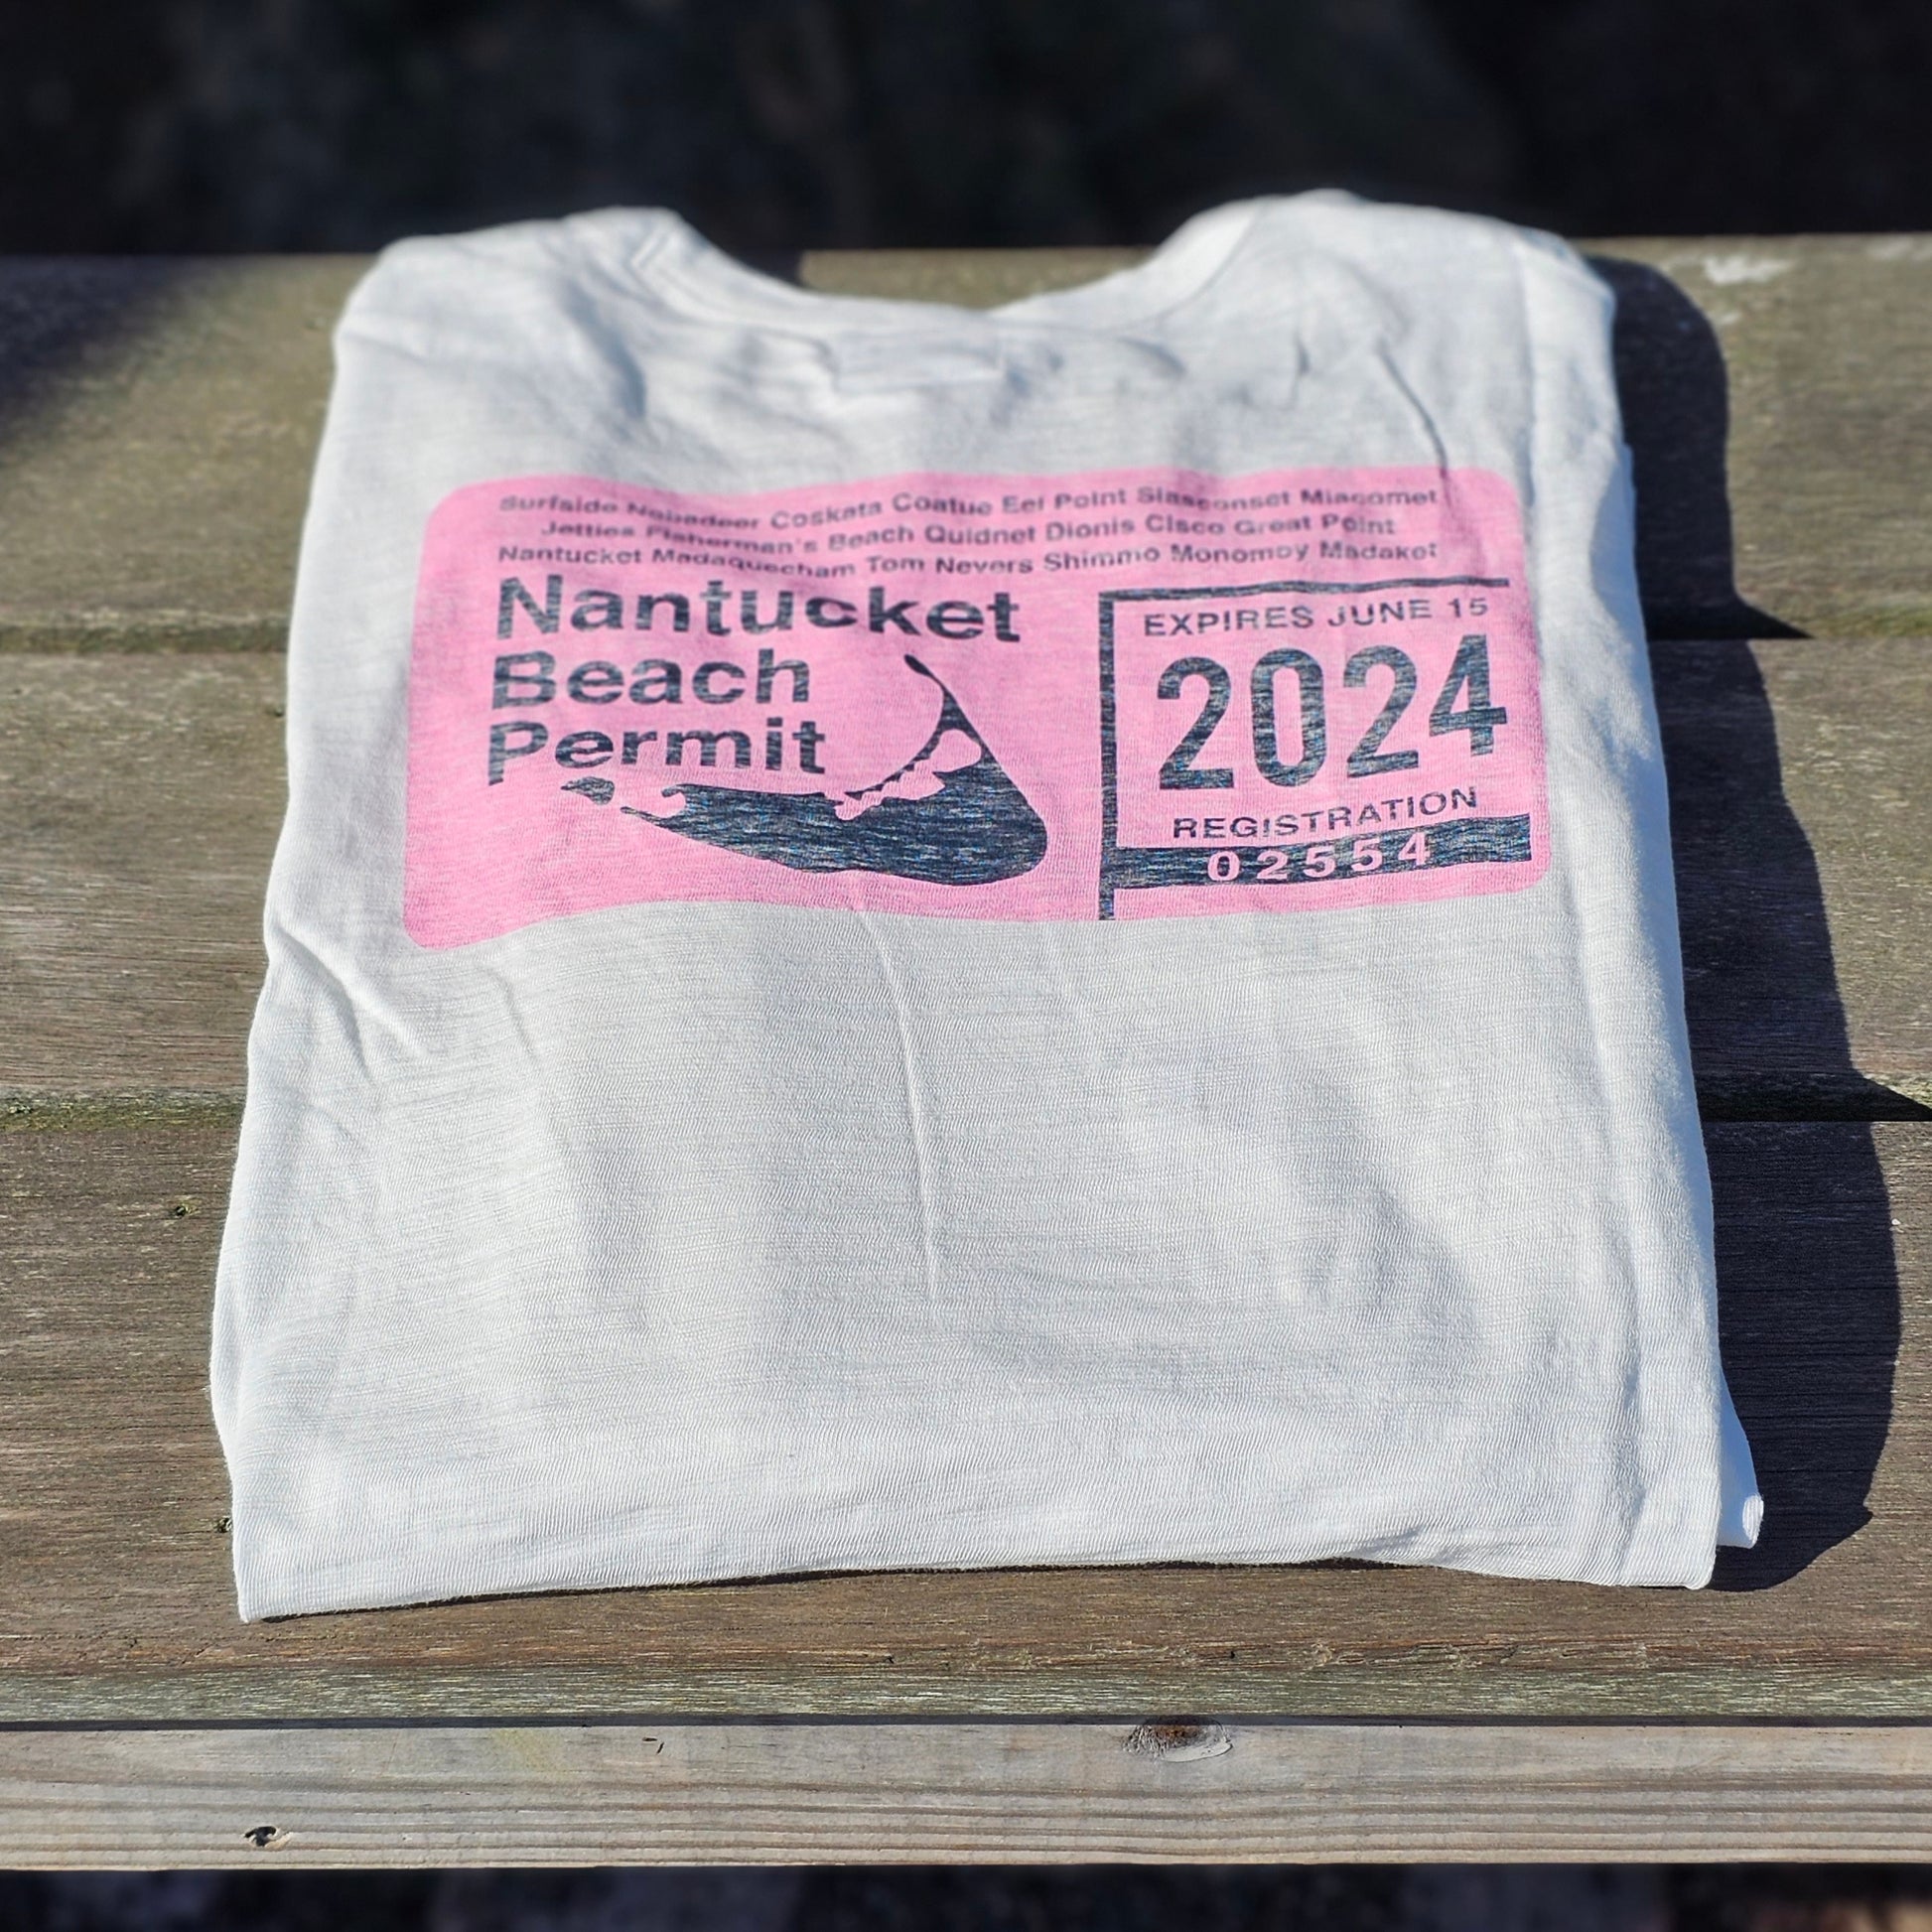 Surfside Nobadeer Coskata Coatue Eel Point Siasconset Miacomet
Jetties Fisherman's Beach Quidnet Dionis Cisco Great Point
Nantucket Madaquecham Tom Nevers Shimmo Monomoy Madaket
Nantucket
Beach
Permit
EXPIRES JUNE 15
2024
REGISTRATION
02554